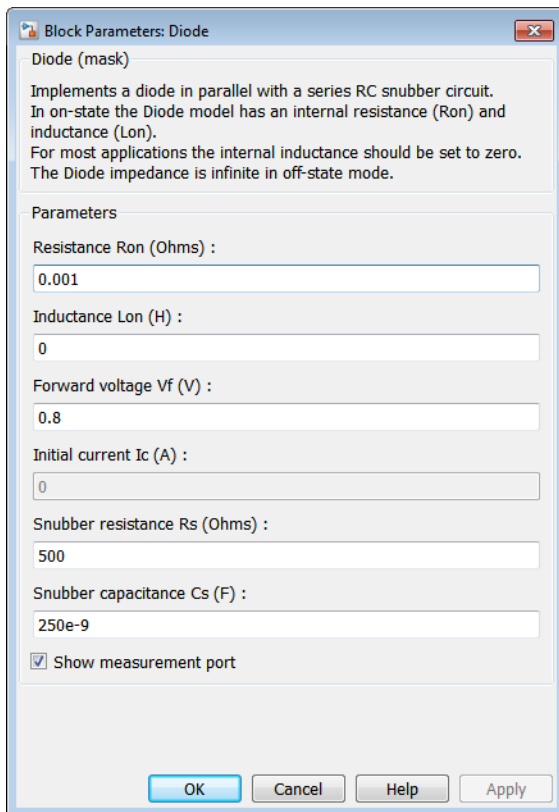 Block Parameters: Diode
Diode (mask)
Implements a diode in parallel with a series RC snubber circuit.
In on-state the Diode model has an internal resistance (Ron) and
inductance (Lon).
For most applications the internal inductance should be set to zero.
The Diode impedance is infinite in off-state mode.
Parameters
Resistance Ron (Ohms) :
0.001
Inductance Lon (H) :
0
Forward voltage Vf (V) :
0.8
Initial current Ic (A) :
0
Snubber resistance Rs (Ohms) :
500
Snubber capacitance Cs (F) :
250e-9
Show measurement port
OK Cancel Help Apply